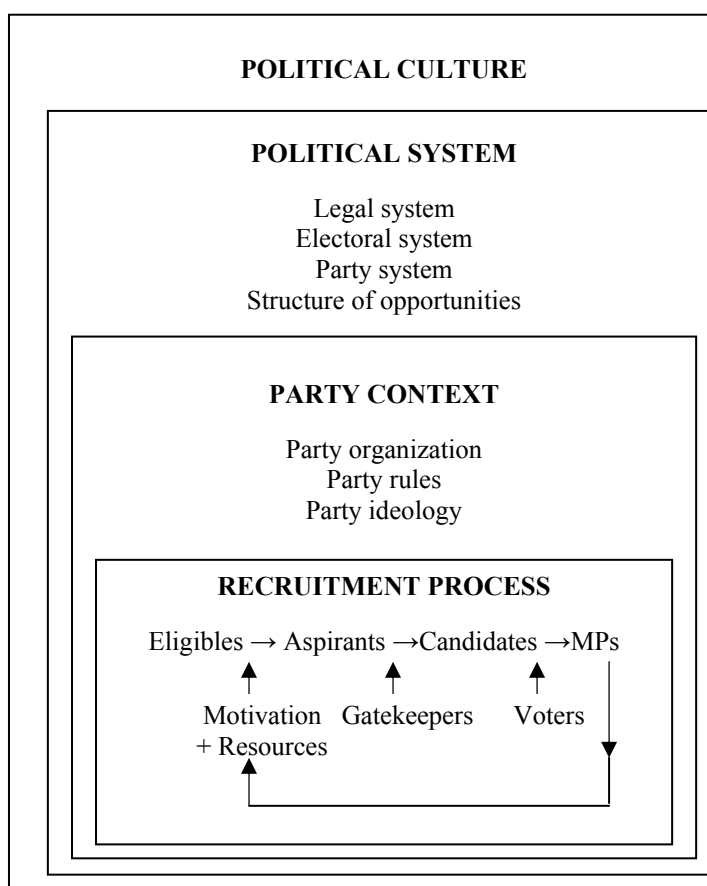 POLITICAL CULTURE
POLITICAL SYSTEM
Legal system
Electoral system
Party system
Structure of opportunities
PARTY CONTEXT
Party organization
Party rules
Party ideology
RECRUITMENT PROCESS
Eligibles → Aspirants →Candidates →MPs
Motivation Gatekeepers Voters
+ Resources